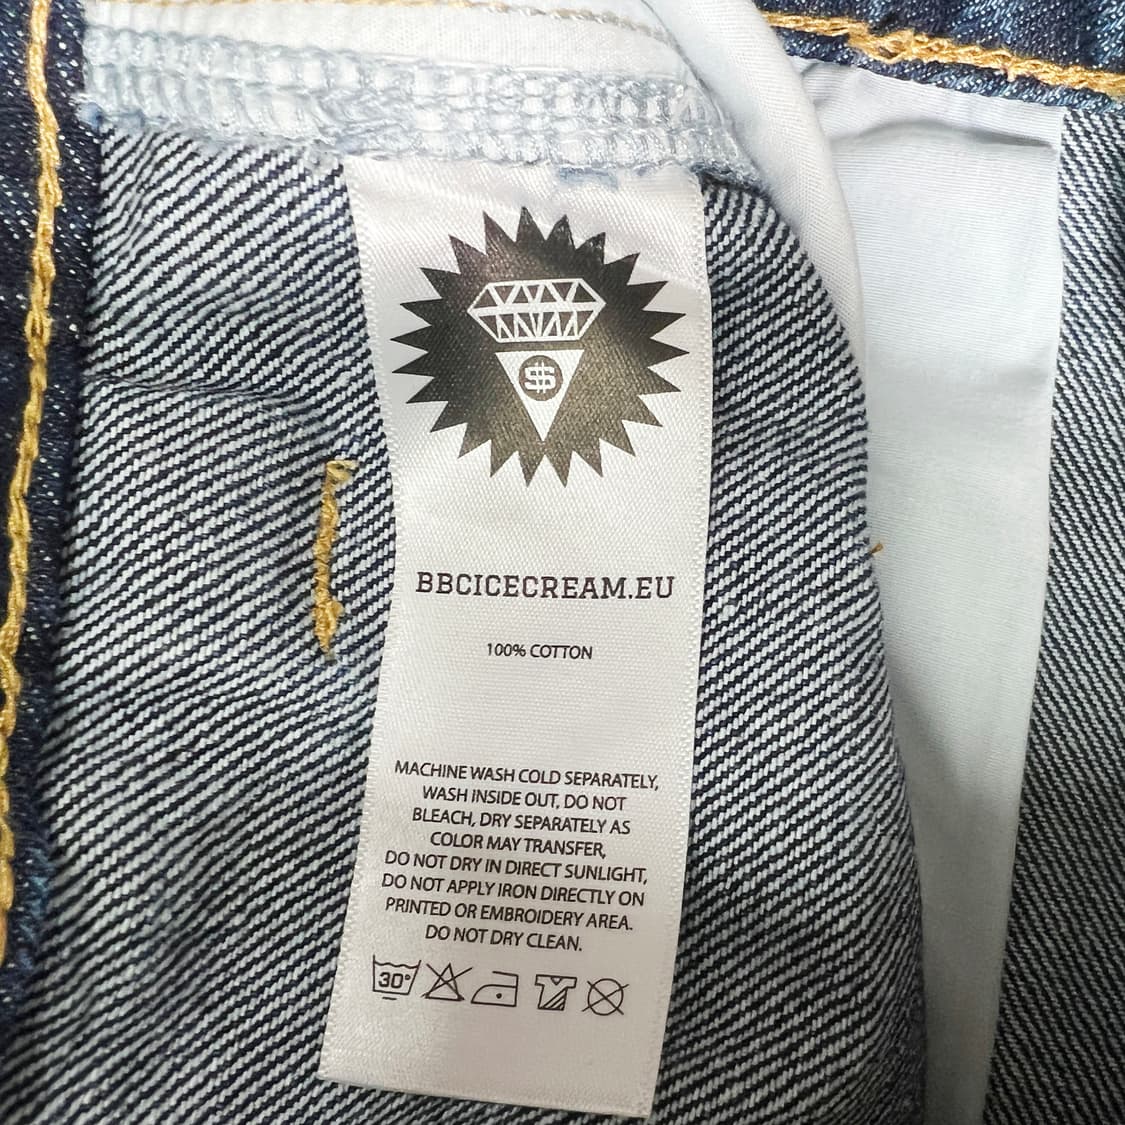 $
BBCICECREAM.EU
100% COTTON
MACHINE WASH COLD SEPARATELY,
WASH INSIDE OUT, DO NOT
BLEACH, DRY SEPARATELY AS
COLOR MAY TRANSFER,
DO NOT DRY IN DIRECT SUNLIGHT,
DO NOT APPLY IRON DIRECTLY ON
PRINTED OR EMBROIDERY AREA.
DO NOT DRY CLEAN.
30°